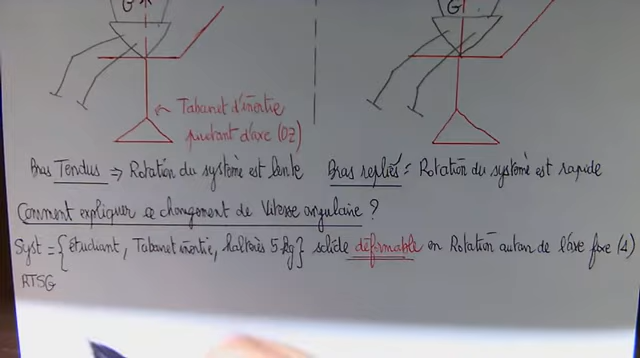 G
G
Tabouret d'inertie
pivotant d'axe (OZ)
Bras Tendus ⇒ Rotation du système est lente
Bras repliés = Rotation du système est rapide
Comment expliquer ce changement de Vitesse angulaire ?
Syst = {étudiant, Tabouret inertie, haltères 5 kg} solide déformable en Rotation autour de l'axe fixe (Δ)
RTSG